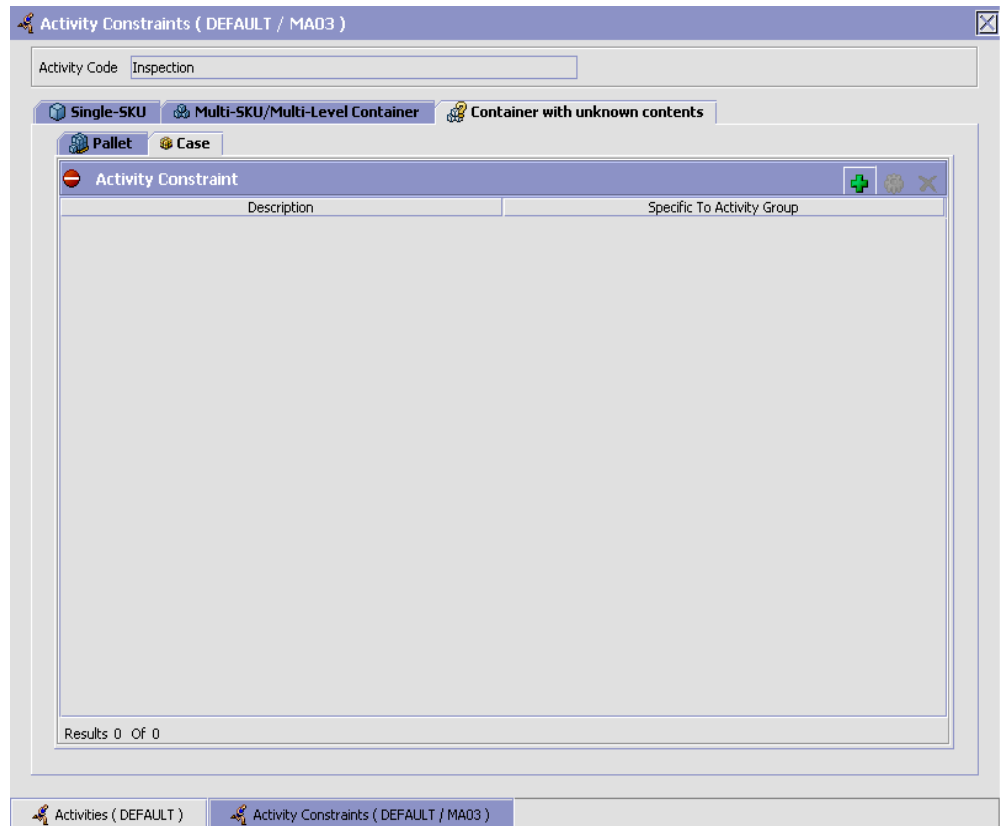 Activity Constraints ( DEFAULT / MA03 )
Activity Code Inspection
Single-SKU Multi-SKU/Multi-Level Container Container with unknown contents
Pallet Case
Activity Constraint
Description Specific To Activity Group
Results 0 Of 0
Activities ( DEFAULT ) Activity Constraints ( DEFAULT / MA03 )